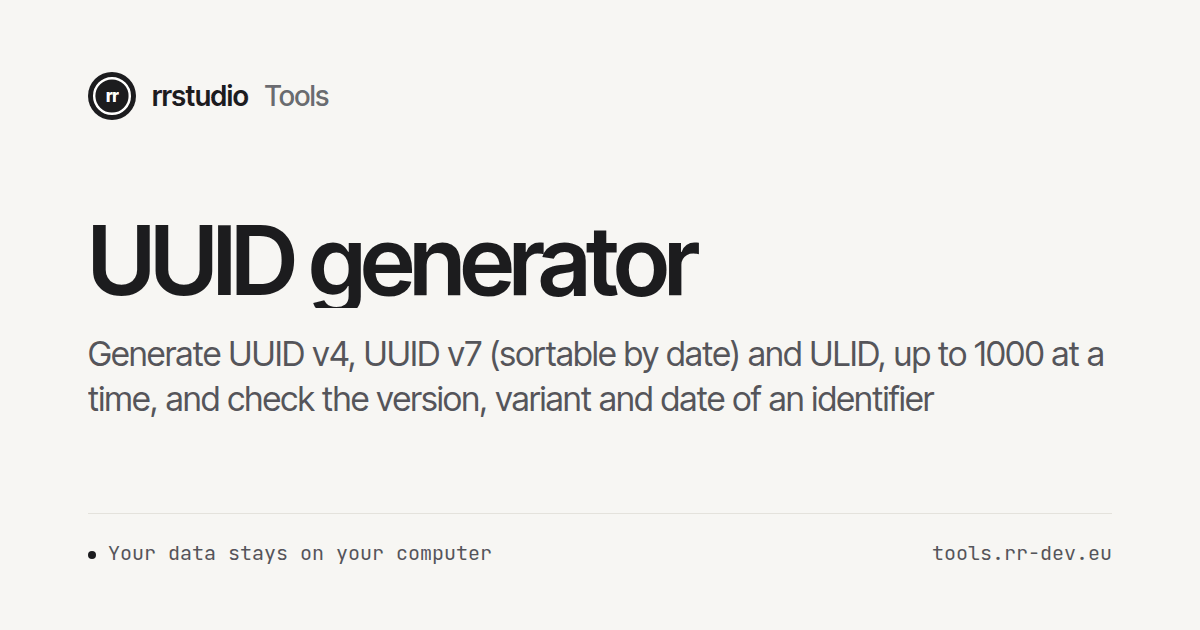 rr rrstudio Tools
UUID generator
Generate UUID v4, UUID v7 (sortable by date) and ULID, up to 1000 at a
time, and check the version, variant and date of an identifier
Your data stays on your computer
tools.rr-dev.eu